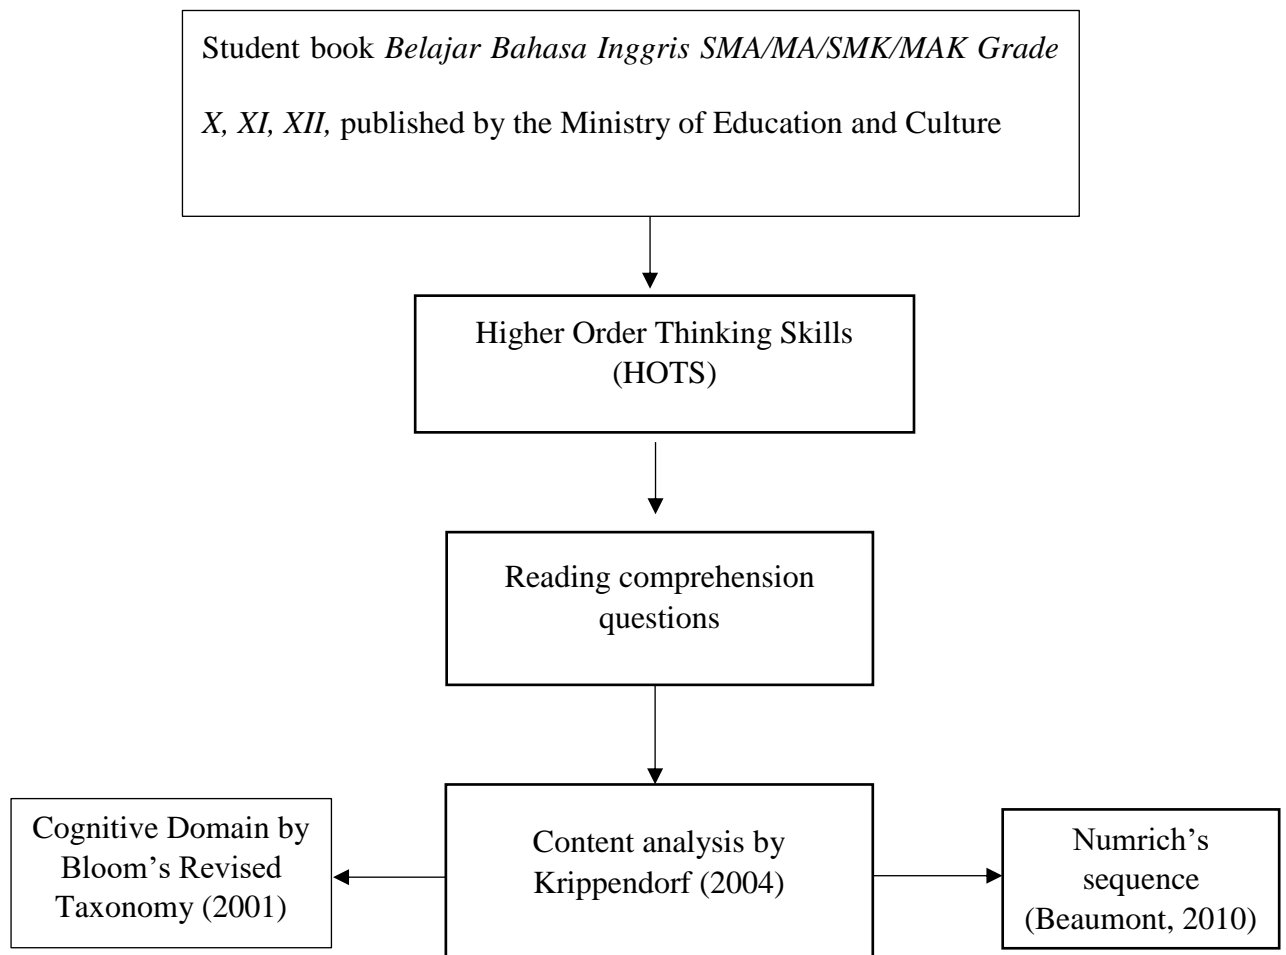 Student book Belajar Bahasa Inggris SMA/MA/SMK/MAK Grade
X, XI, XII, published by the Ministry of Education and Culture
Higher Order Thinking Skills
(HOTS)
Reading comprehension
questions
Cognitive Domain by
Bloom's Revised
Taxonomy (2001)
Content analysis by
Krippendorf (2004)
Numrich's
sequence
(Beaumont, 2010)